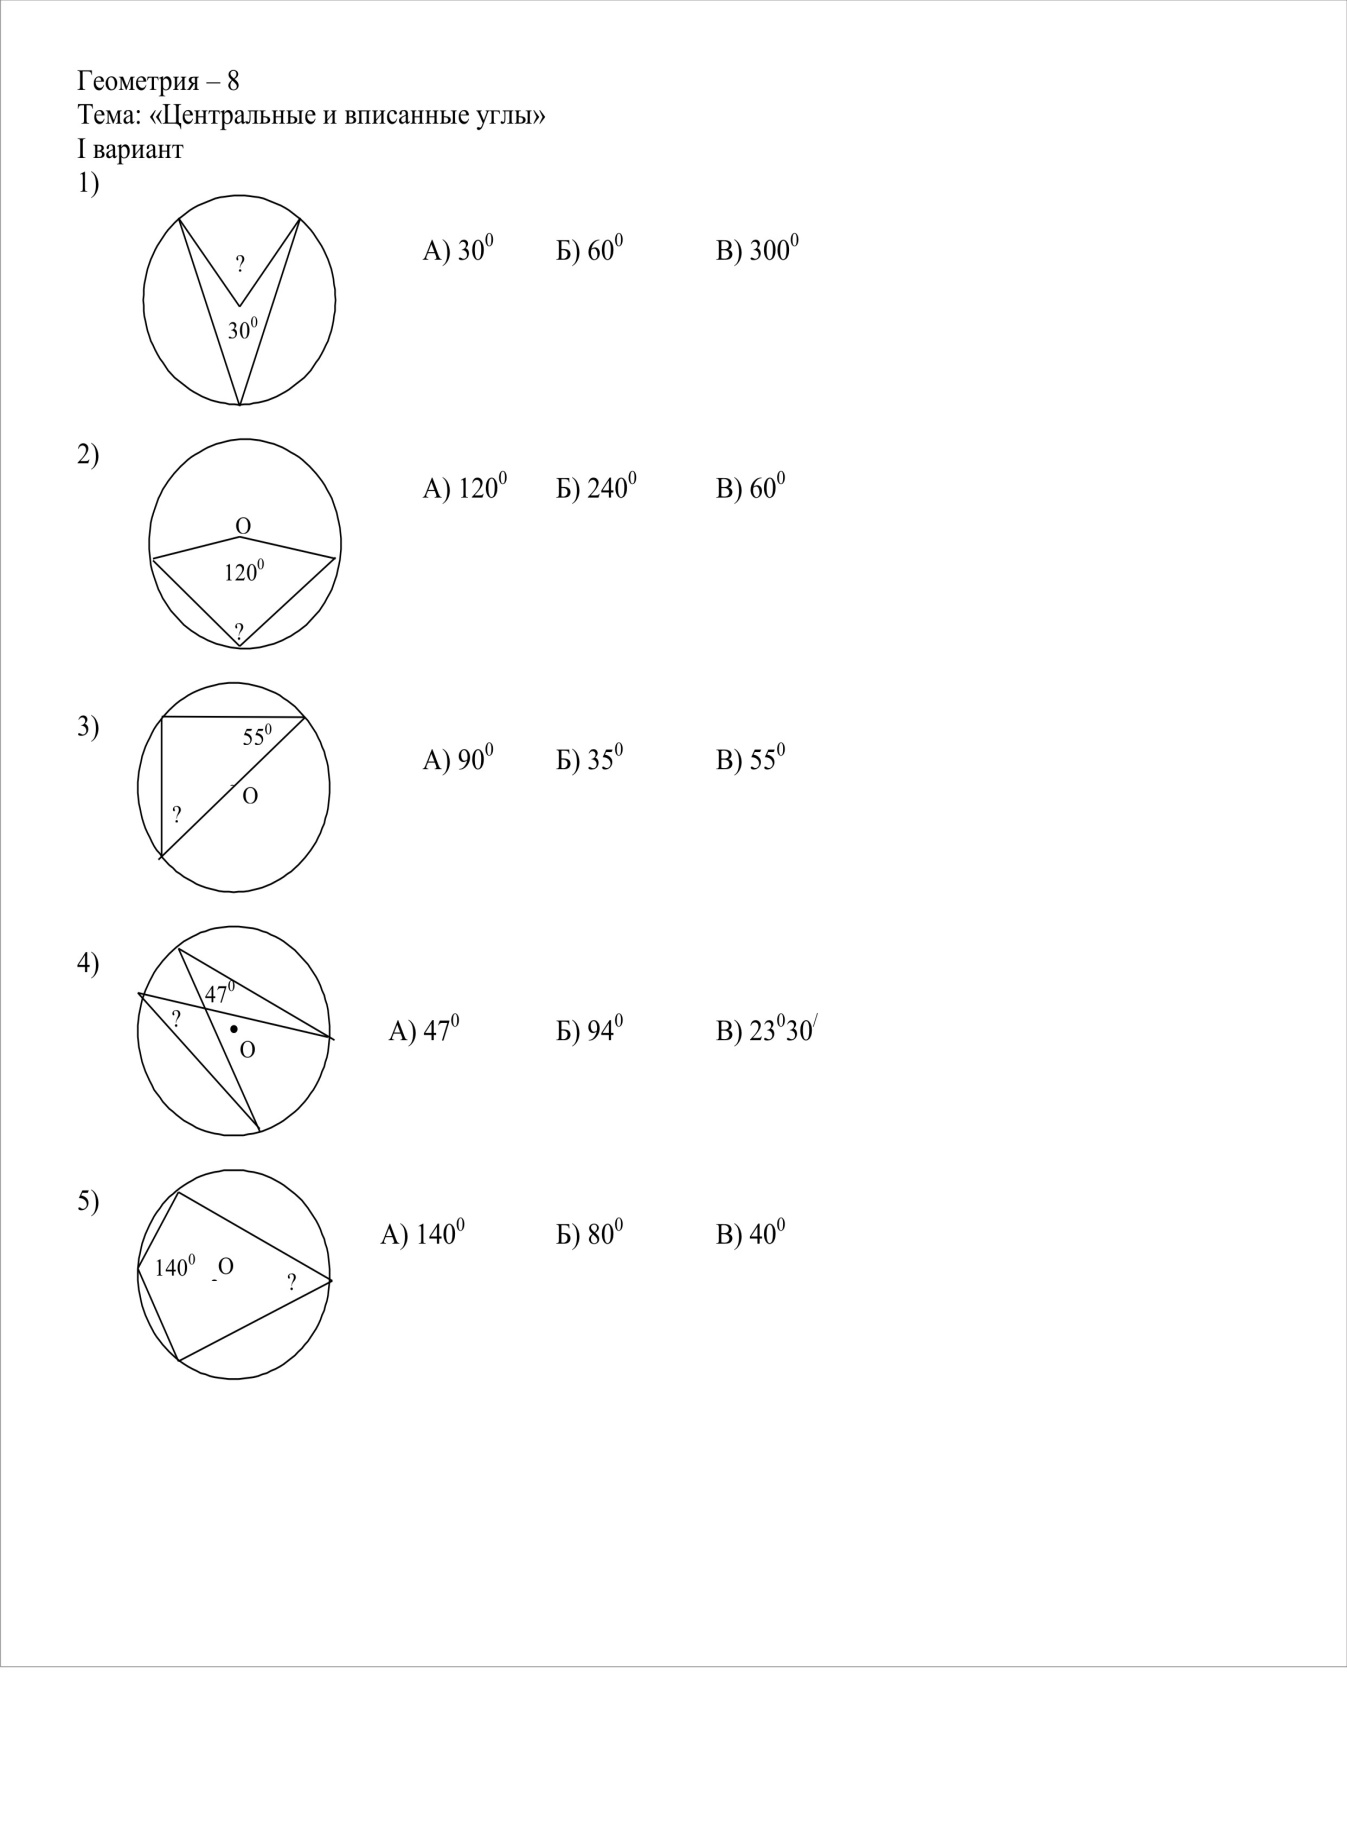 Геометрия – 8
Тема: «Центральные и вписанные углы»
I вариант
1)
?
30⁰
А) 30⁰ Б) 60⁰ В) 300⁰
2)
О
120⁰
?
А) 120⁰ Б) 240⁰ В) 60⁰
3)
55⁰
О
?
А) 90⁰ Б) 35⁰ В) 55⁰
4)
47⁰
?
О
А) 47⁰ Б) 94⁰ В) 23⁰30/
5)
140⁰ О
?
А) 140⁰ Б) 80⁰ В) 40⁰